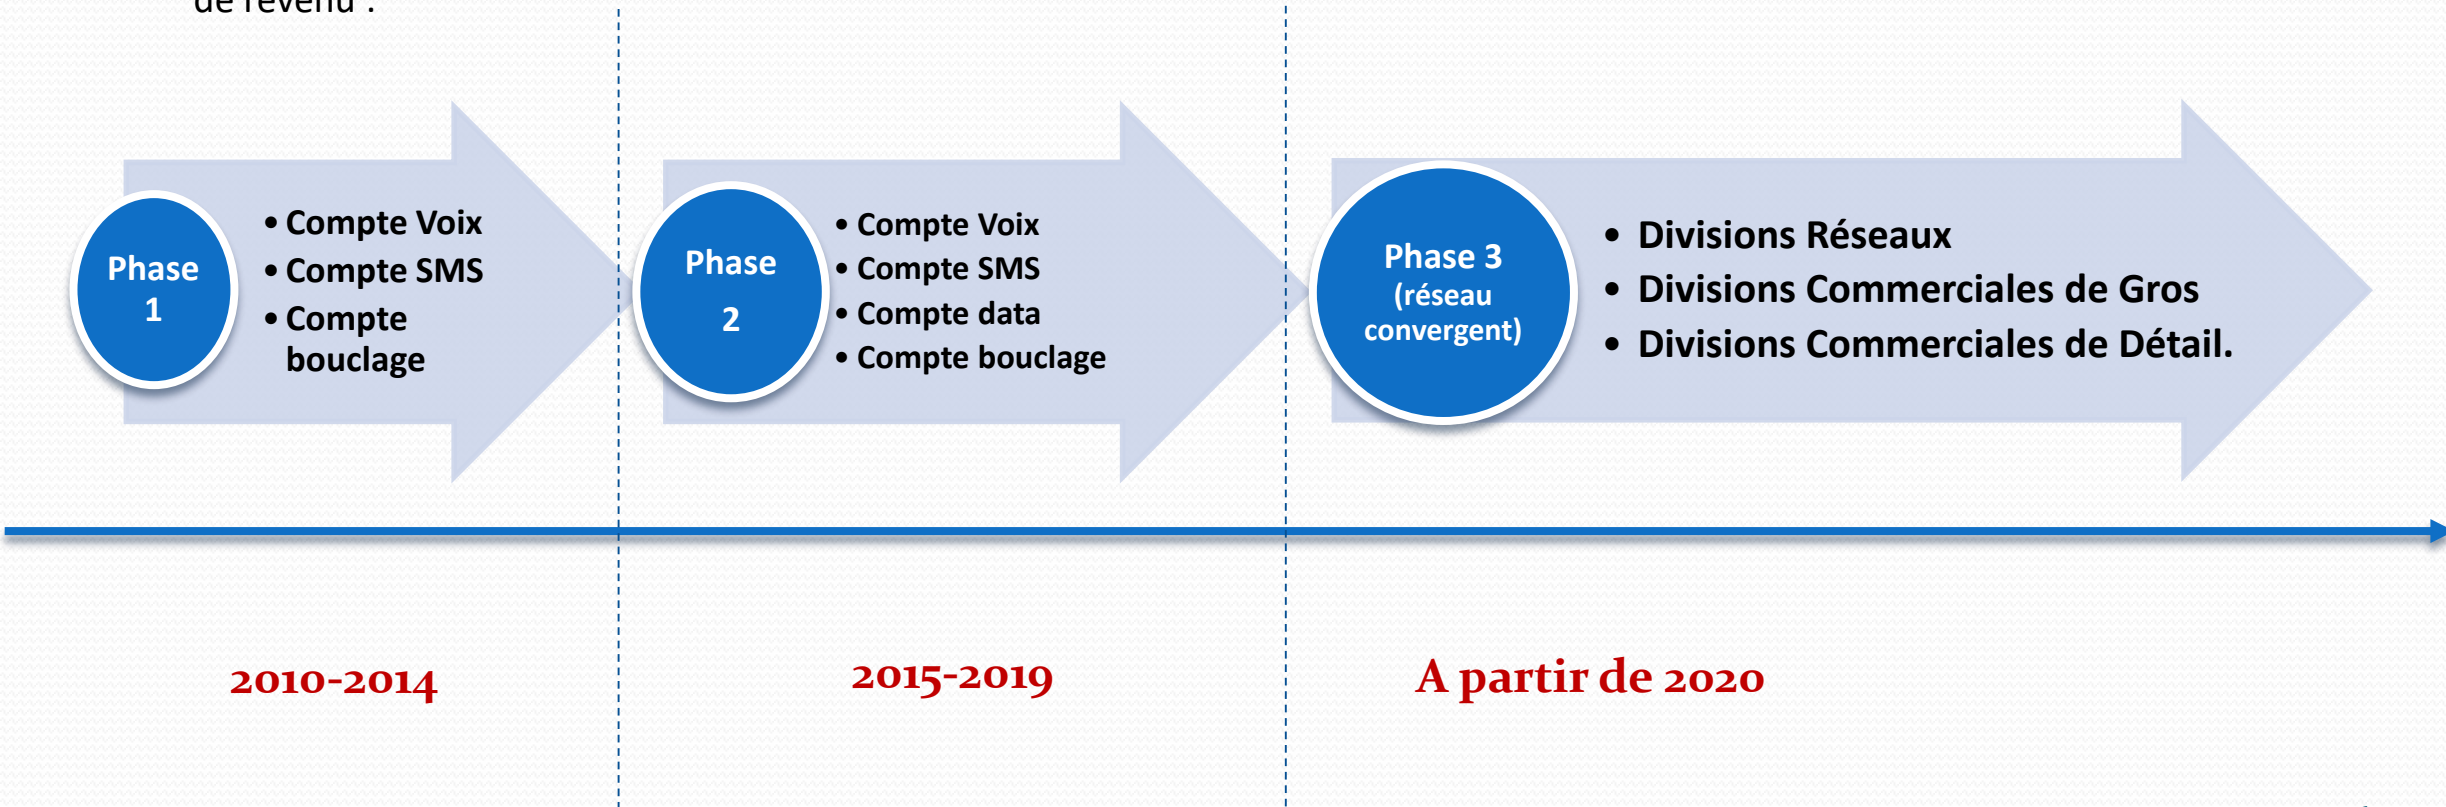 de revenu :
Phase
1
• Compte Voix
• Compte SMS
• Compte
bouclage
Phase
2
• Compte Voix
• Compte SMS
• Compte data
• Compte bouclage
Phase 3
(réseau
convergent)
• Divisions Réseaux
• Divisions Commerciales de Gros
• Divisions Commerciales de Détail.
2010-2014
2015-2019
A partir de 2020